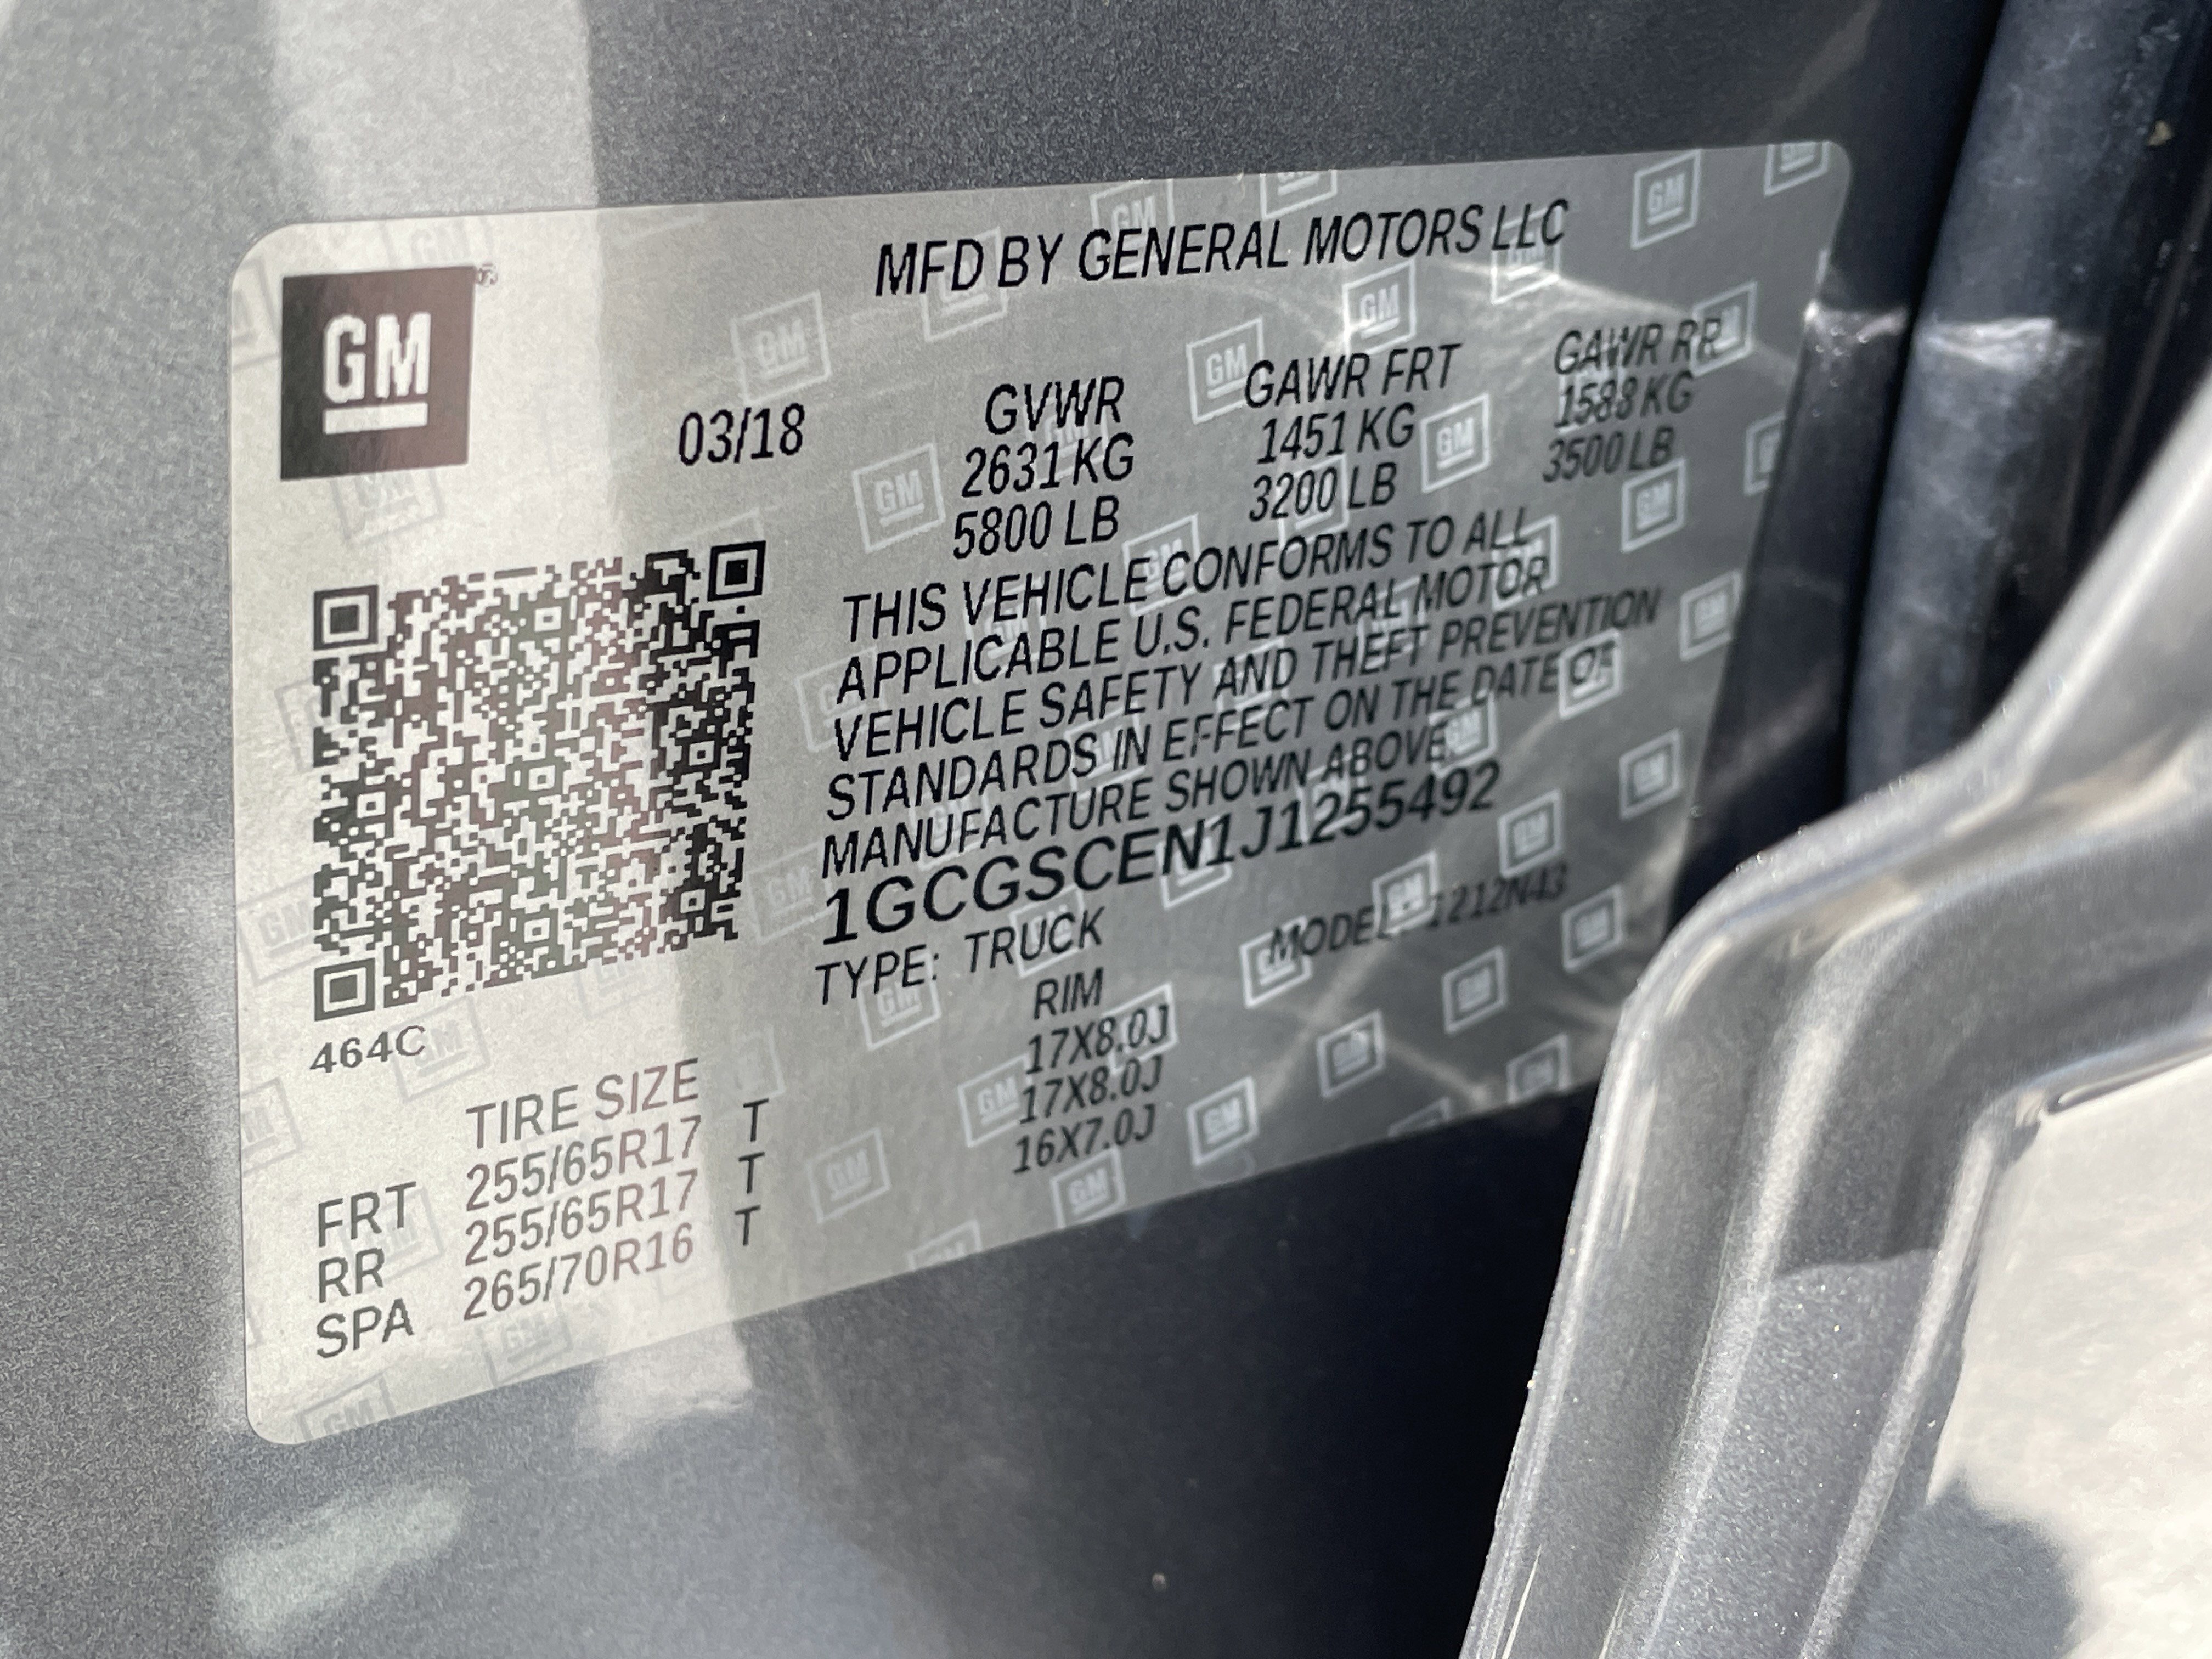 MFD BY GENERAL MOTORS LLC
GM®
03/18
GVWR GAWR FRT GAWR RR
2631 KG 1451 KG 1588 KG
5800 LB 3200 LB 3500 LB
THIS VEHICLE CONFORMS TO ALL
APPLICABLE U.S. FEDERAL MOTOR
VEHICLE SAFETY AND THEFT PREVENTION
STANDARDS IN EFFECT ON THE DATE OF
MANUFACTURE SHOWN ABOVE
1GCGSCEN1J1255492
TYPE: TRUCK MODEL: 1212N43
464C
TIRE SIZE RIM
FRT 255/65R17 T 17X8.0J
RR 255/65R17 T 17X8.0J
SPA 265/70R16 T 16X7.0J